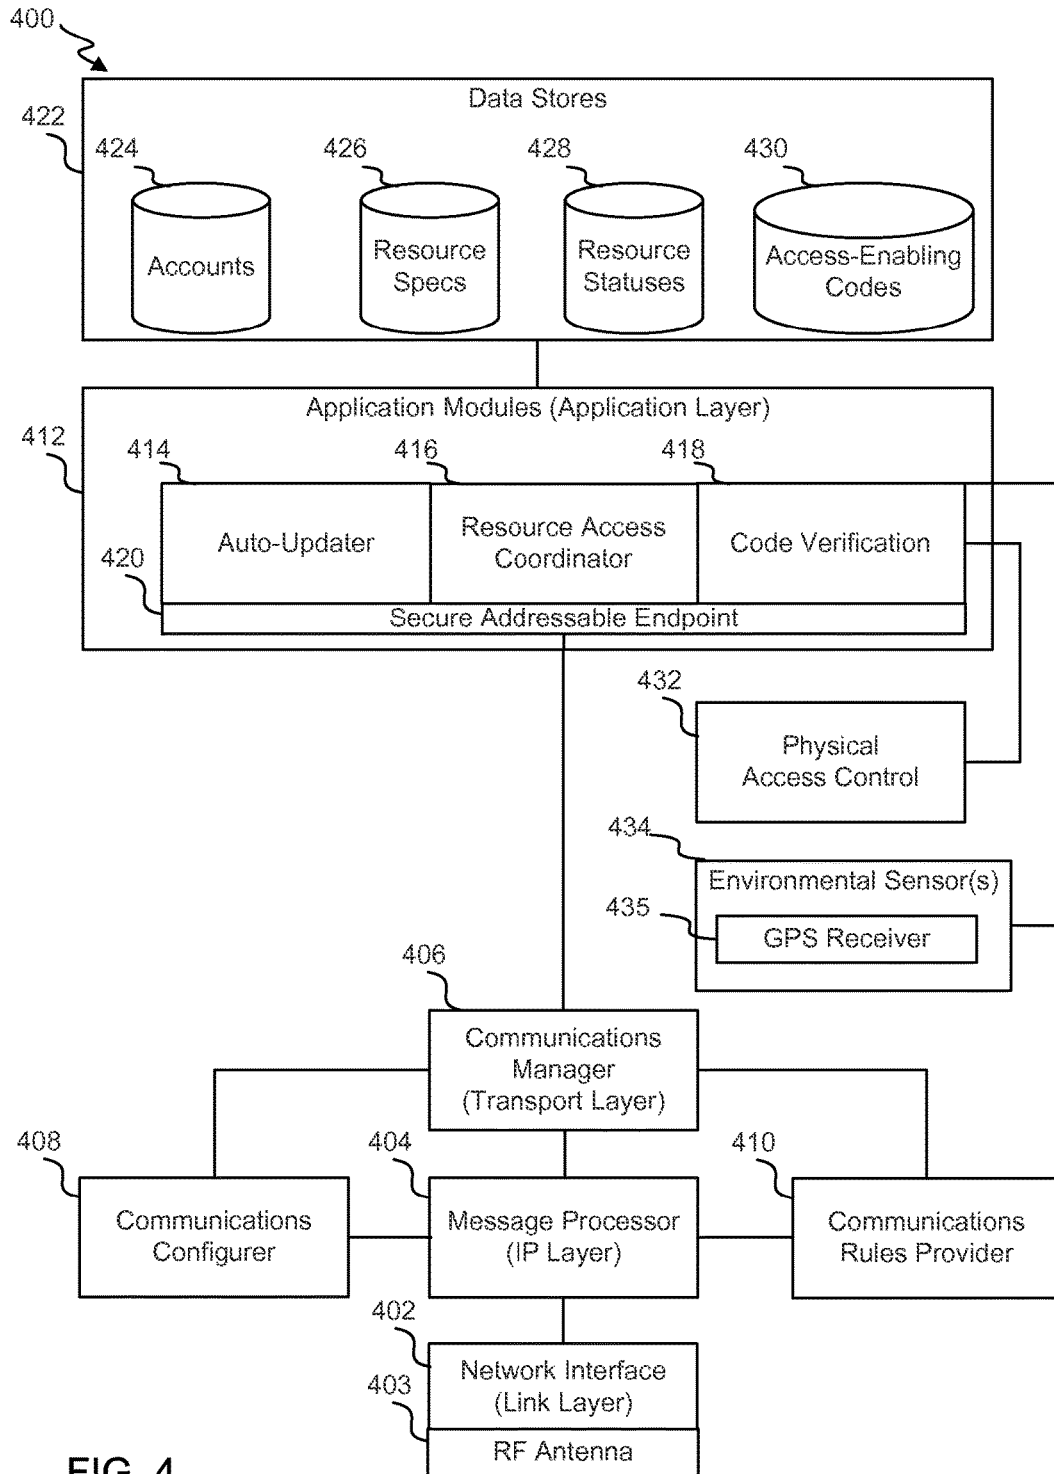 400
Data Stores
422
424
426
428
430
Accounts
Resource
Specs
Resource
Statuses
Access-Enabling
Codes
Application Modules (Application Layer)
412
414
416
418
Auto-Updater
Resource Access
Coordinator
Code Verification
420
Secure Addressable Endpoint
432
Physical
Access Control
434
Environmental Sensor(s)
435
GPS Receiver
406
Communications
Manager
(Transport Layer)
408
404
410
Communications
Configurer
Message Processor
(IP Layer)
Communications
Rules Provider
402
Network Interface
(Link Layer)
403
RF Antenna
FIG. 4